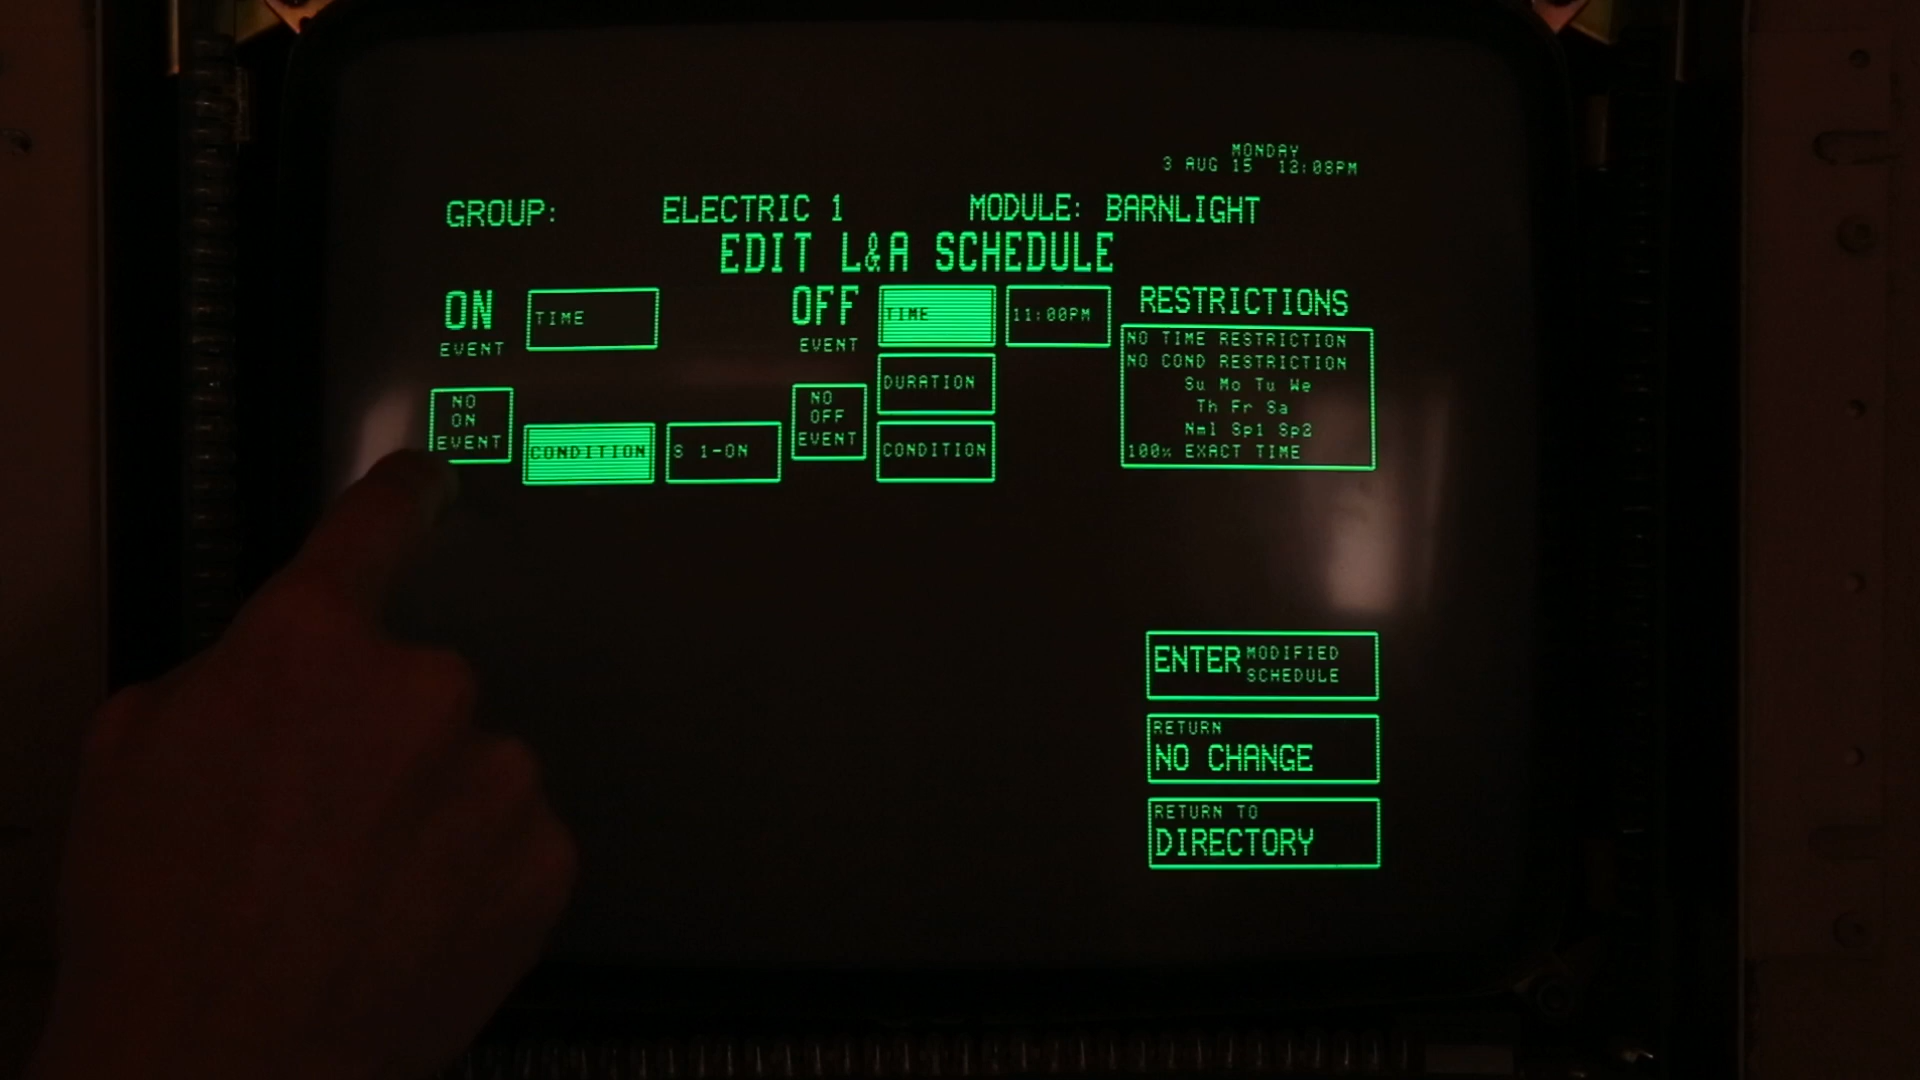 MONDAY
3 AUG 15 12:08PM
GROUP: ELECTRIC 1 MODULE: BARNLIGHT
EDIT L&A SCHEDULE
ON
EVENT
TIME
NO
ON
EVENT
CONDITION
S 1-ON
OFF
EVENT
TIME
11:00PM
DURATION
NO
OFF
EVENT
CONDITION
RESTRICTIONS
NO TIME RESTRICTION
NO COND RESTRICTION
Su Mo Tu We
Th Fr Sa
Nml Sp1 Sp2
100% EXACT TIME
ENTER MODIFIED
SCHEDULE
RETURN
NO CHANGE
RETURN TO
DIRECTORY